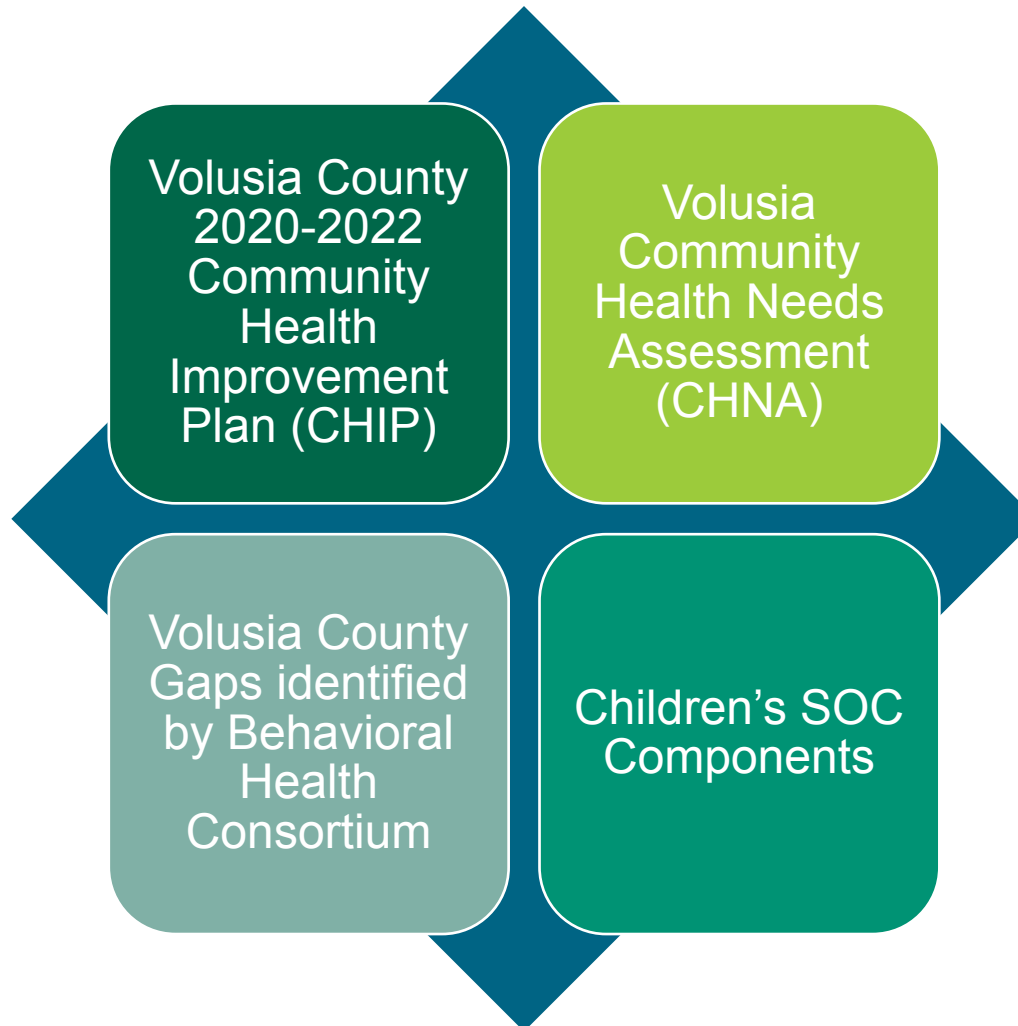 Volusia County
2020-2022
Community
Health
Improvement
Plan (CHIP)
Volusia
Community
Health Needs
Assessment
(CHNA)
Volusia County
Gaps identified
by Behavioral
Health
Consortium
Children’s SOC
Components